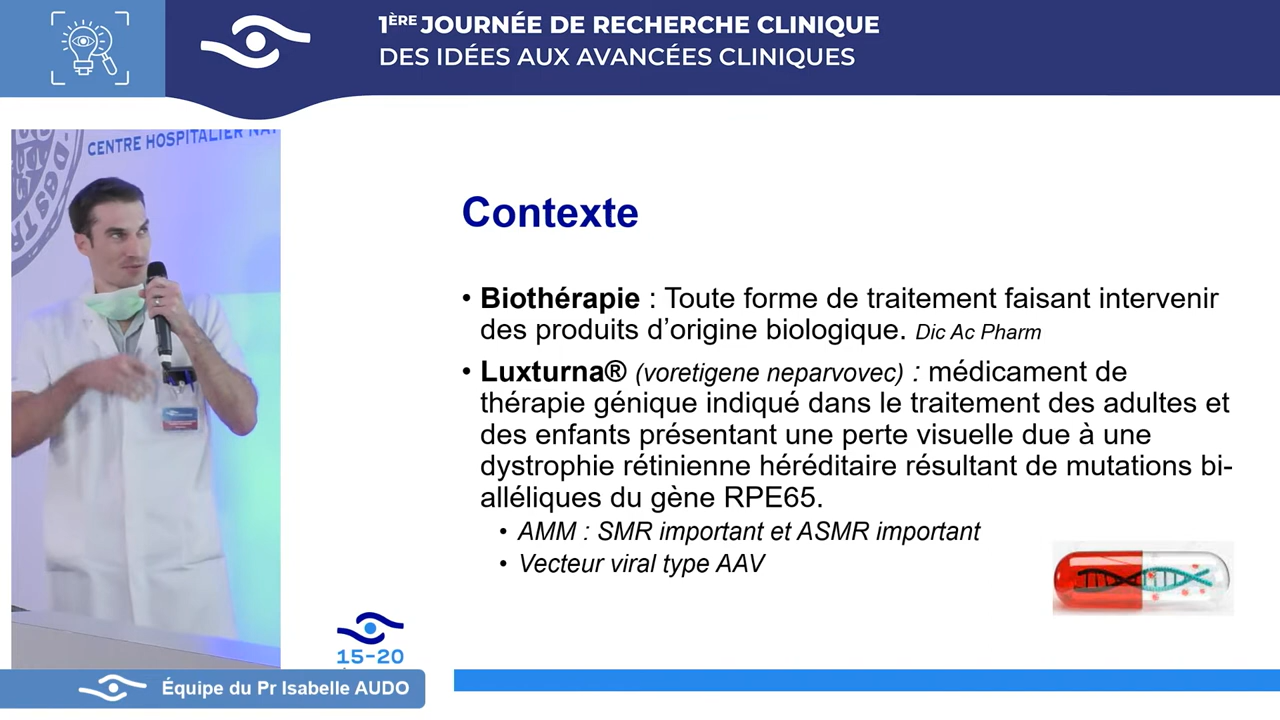 1ÈRE JOURNÉE DE RECHERCHE CLINIQUE
DES IDÉES AUX AVANCÉES CLINIQUES
CENTRE HOSPITALIER NAT
Contexte
• Biothérapie : Toute forme de traitement faisant intervenir
des produits d’origine biologique. Dic Ac Pharm
• Luxturna® (voretigene neparvovec) : médicament de
thérapie génique indiqué dans le traitement des adultes et
des enfants présentant une perte visuelle due à une
dystrophie rétinienne héréditaire résultant de mutations bi-
alléliques du gène RPE65.
• AMM : SMR important et ASMR important
• Vecteur viral type AAV
15-20
Équipe du Pr Isabelle AUDO